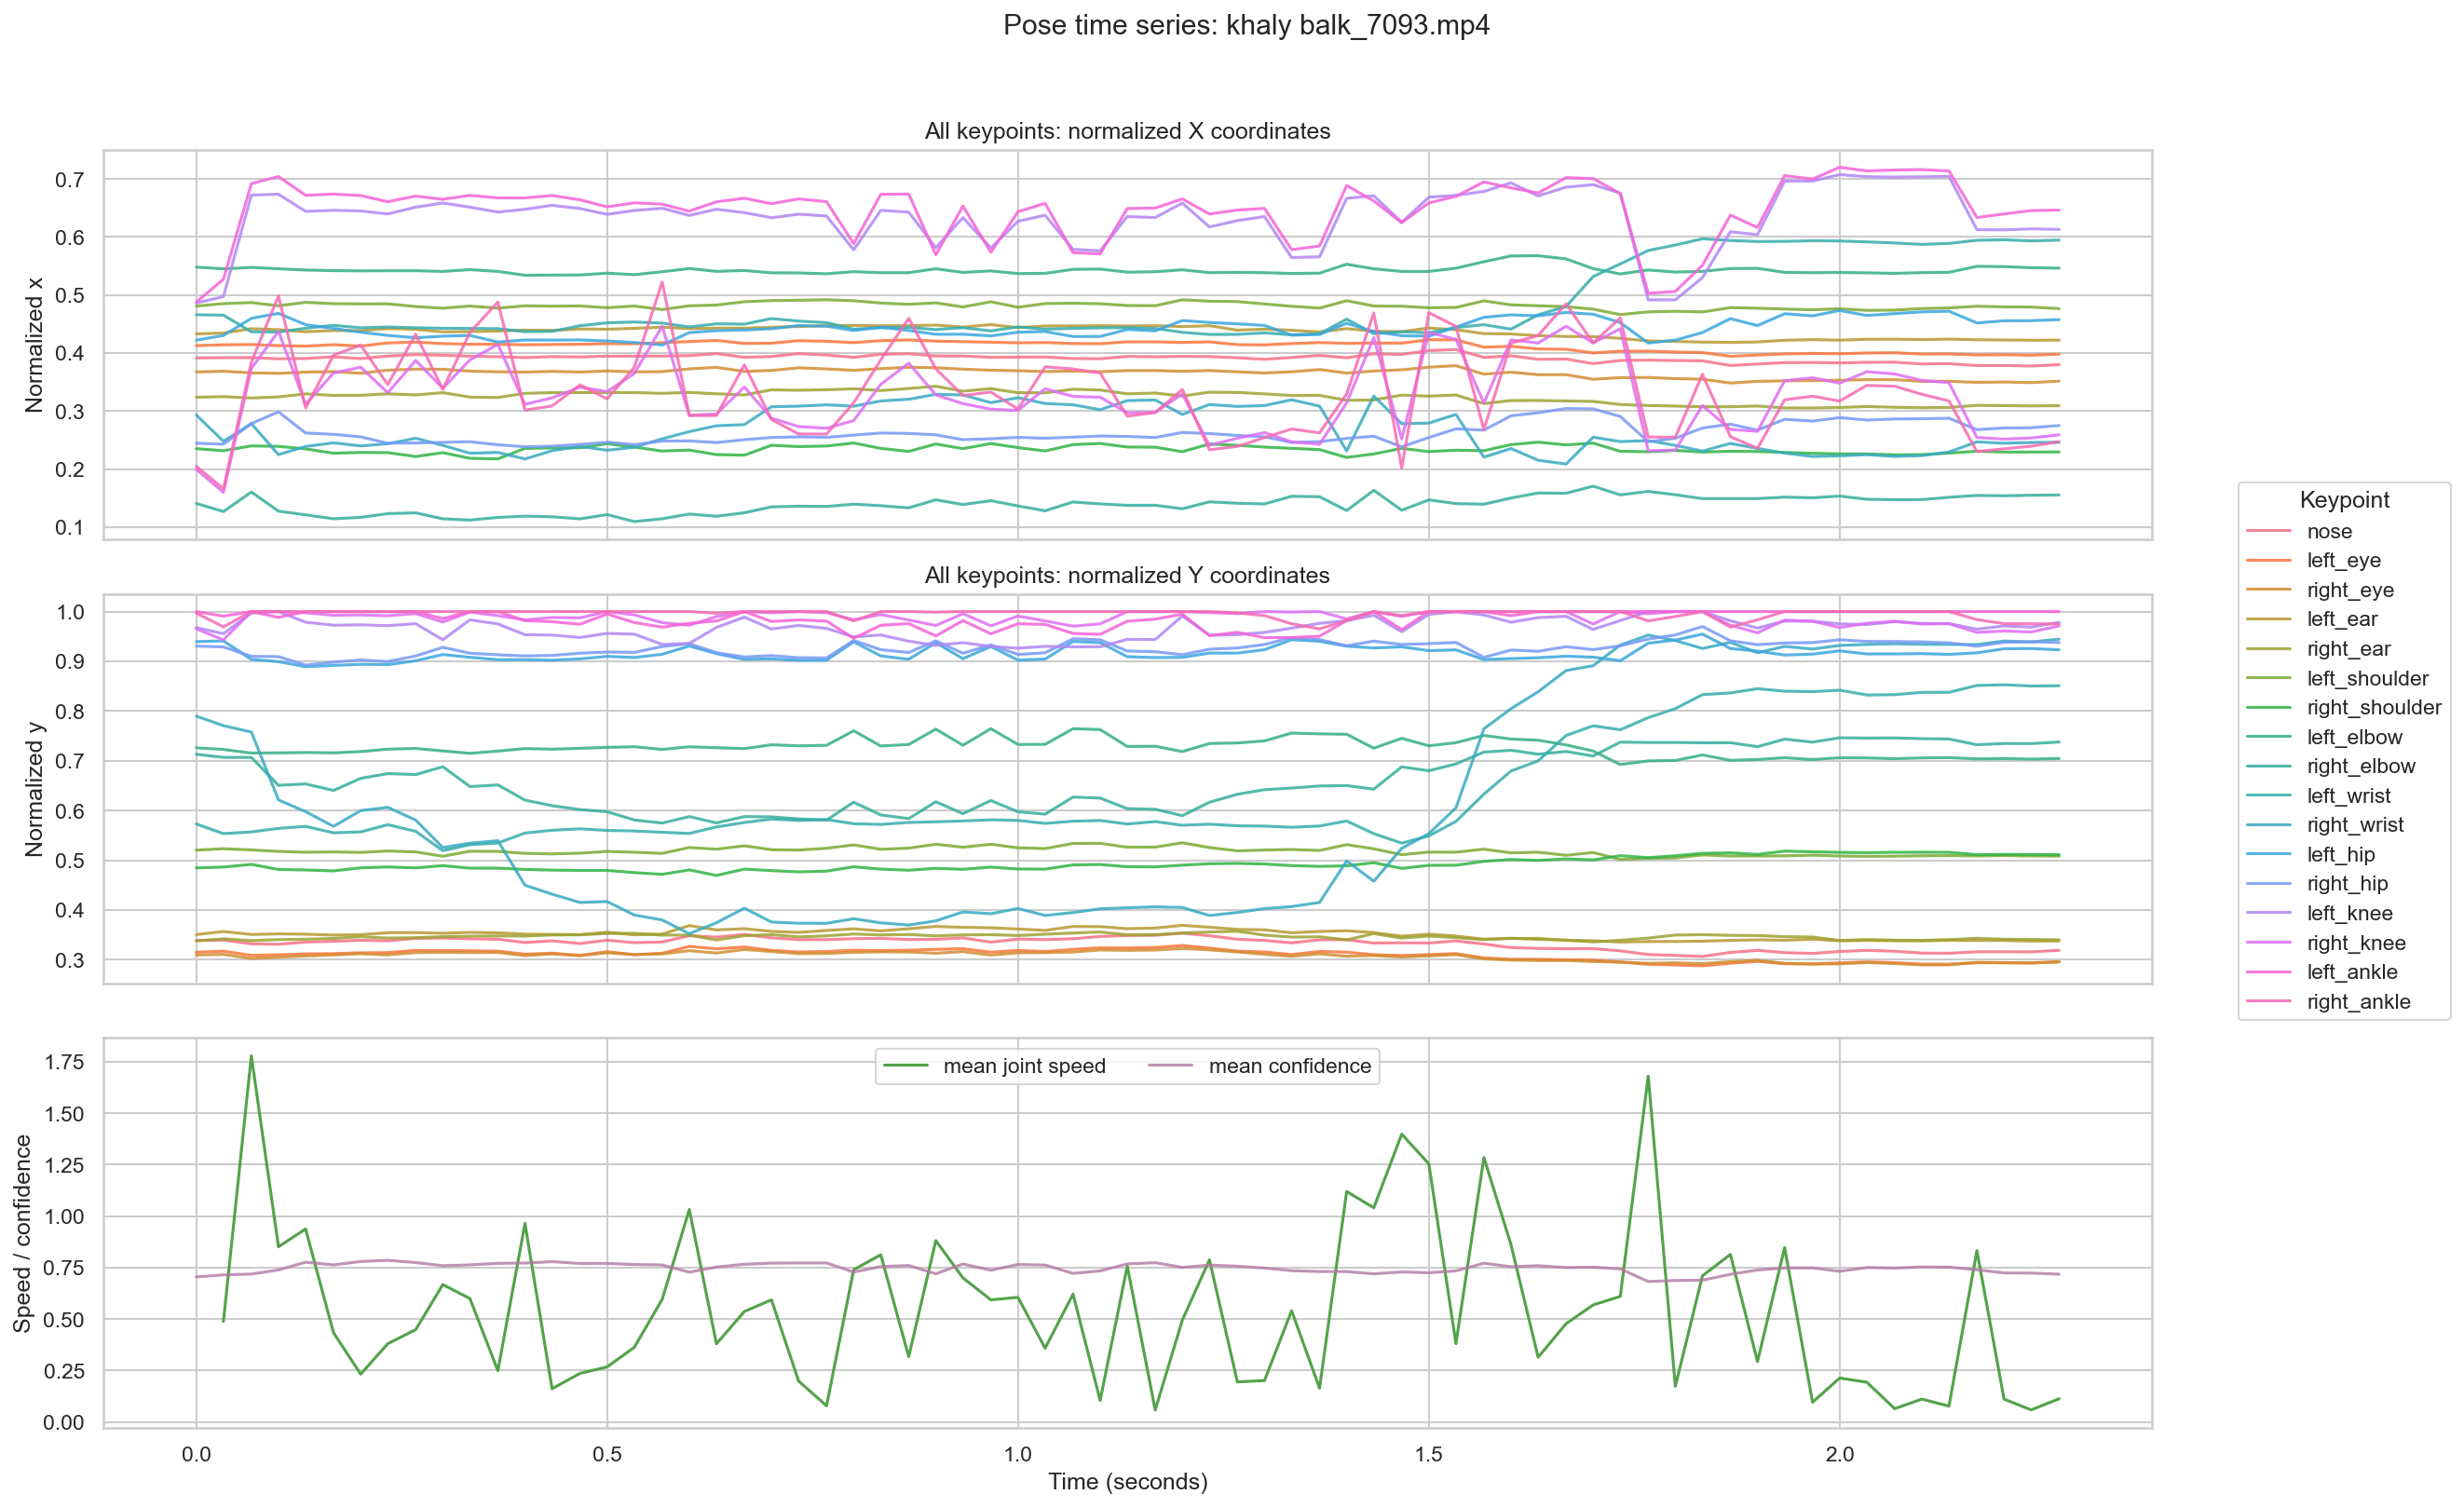 Pose time series: khaly balk_7093.mp4
All keypoints: normalized X coordinates
Normalized x
0.7
0.6
0.5
0.4
0.3
0.2
0.1
All keypoints: normalized Y coordinates
Normalized y
1.0
0.9
0.8
0.7
0.6
0.5
0.4
0.3
Keypoint
nose
left_eye
right_eye
left_ear
right_ear
left_shoulder
right_shoulder
left_elbow
right_elbow
left_wrist
right_wrist
left_hip
right_hip
left_knee
right_knee
left_ankle
right_ankle
Speed / confidence
mean joint speed
mean confidence
1.75
1.50
1.25
1.00
0.75
0.50
0.25
0.00
0.0
0.5
1.0
1.5
2.0
Time (seconds)